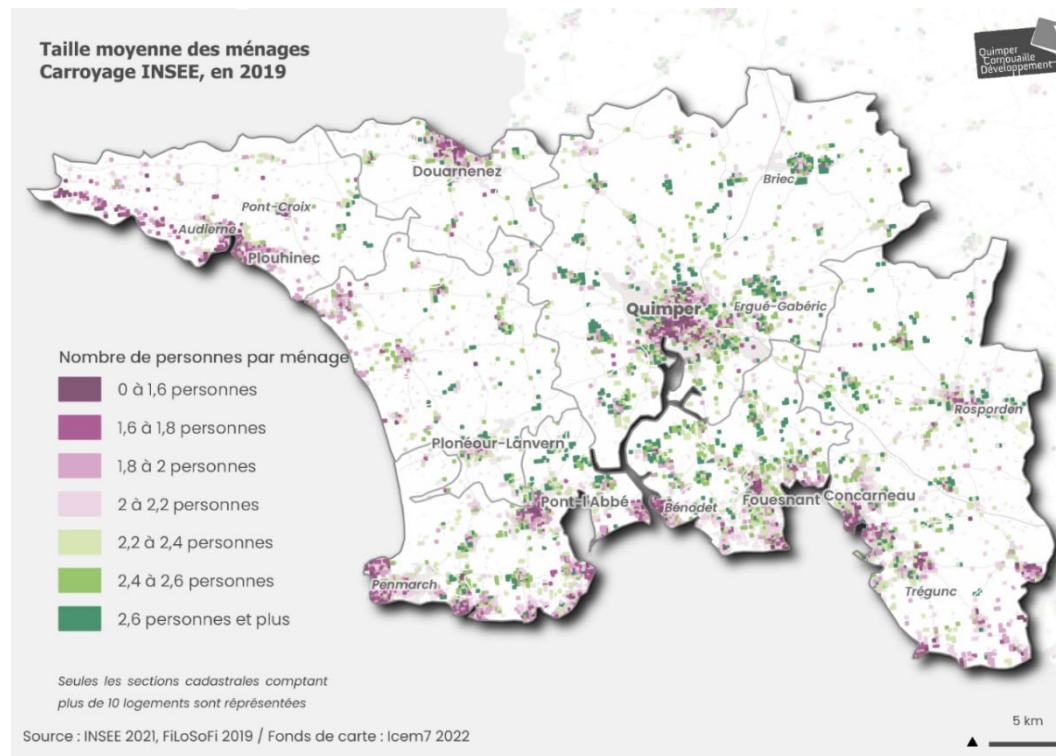 Taille moyenne des ménages
Carroyage INSEE, en 2019
Quimper
Cornouaille
Développement
Douarnenez
Briec
Pont-Croix
Audierne
Plouhinec
Quimper
Ergué-Gabéric
Nombre de personnes par ménage
0 à 1,6 personnes
1,6 à 1,8 personnes
1,8 à 2 personnes
2 à 2,2 personnes
2,2 à 2,4 personnes
2,4 à 2,6 personnes
2,6 personnes et plus
Rosporden
Plonéour-Lanvern
Pont-l'Abbé
Bénodet
Fouesnant
Concarneau
Penmarch
Trégunc
Seules les sections cadastrales comptant
plus de 10 logements sont réprésentées
Source : INSEE 2021, FiLoSoFi 2019 / Fonds de carte : Icem7 2022
5 km